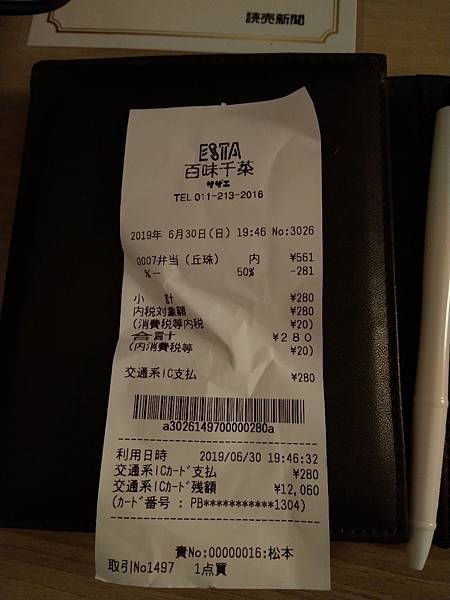 読売新聞
ESTA
百味千菜
サザエ
TEL 011-213-2016
2019年 6月30日(日) 19:46 No:3026
0007弁当(丘珠) 内 ¥561
%− 50% -281
小 計 ¥280
内税対象額 ¥280
(消費税等内税 ¥20)
合計 ¥280
(内消費税等 ¥20)
交通系IC支払 ¥280
a3026149700000280a
利用日時 2019/06/30 19:46:32
交通系ICカード支払 ¥280
交通系ICカード残額 ¥12,060
(カード番号 : PB***********1304)
責No:00000016:松本
取引No1497 1点買